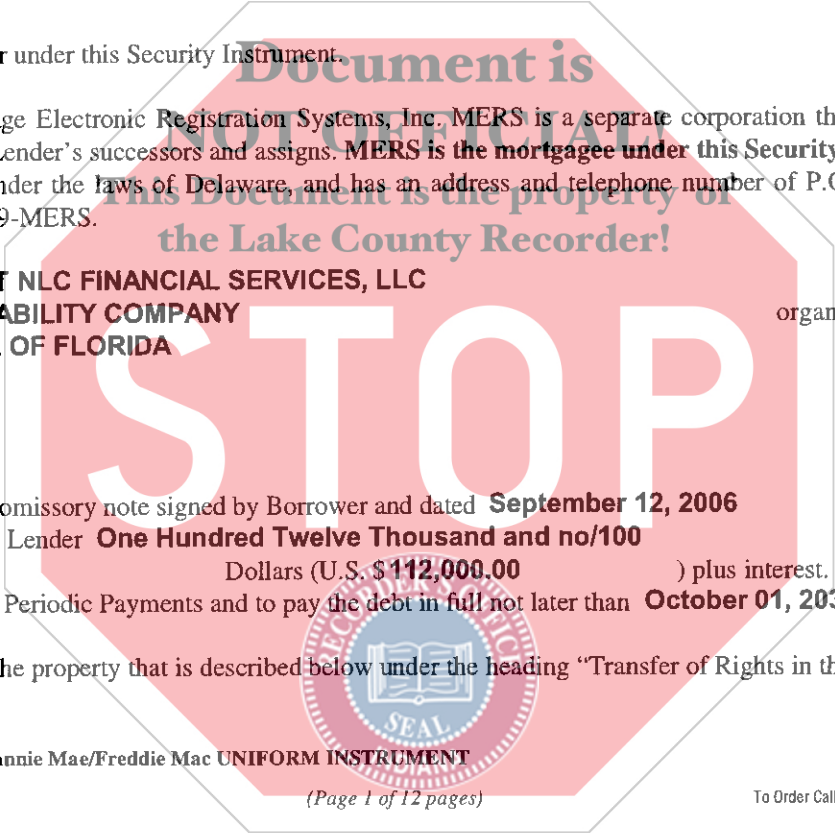 r under this Security Instrument.
Document is
ge Electronic Registration Systems, Inc. MERS is a separate corporation th
NOT OFFICIAL!
ender's successors and assigns. MERS is the mortgagee under this Security
nder the laws of Delaware, and has an address and telephone number of P.O
This Document is the property of
9-MERS.
the Lake County Recorder!
T NLC FINANCIAL SERVICES, LLC
ABILITY COMPANY organ
OF FLORIDA
STOP
omissory note signed by Borrower and dated September 12, 2006
Lender One Hundred Twelve Thousand and no/100
Dollars (U.S. $112,000.00 ) plus interest.
Periodic Payments and to pay the debt in full not later than October 01, 203
RECORDER'S OFFICE
he property that is described below under the heading “Transfer of Rights in th
SEAL
INDIANA
nnie Mae/Freddie Mac UNIFORM INSTRUMENT
(Page 1 of 12 pages)
To Order Call